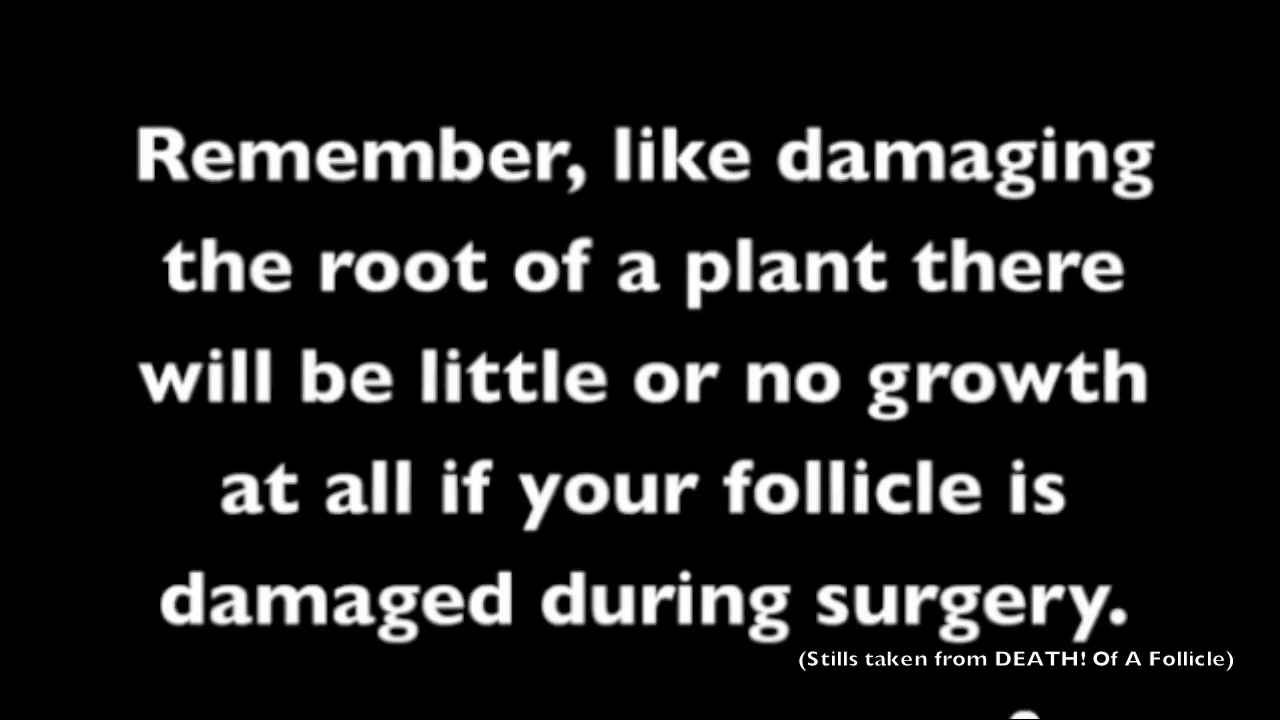 Remember, like damaging
the root of a plant there
will be little or no growth
at all if your follicle is
damaged during surgery.
(Stills taken from DEATH! Of A Follicle)